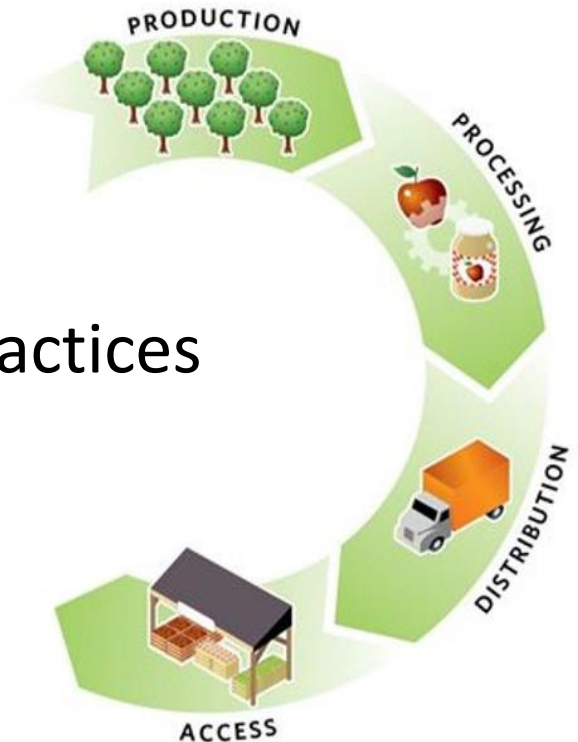 PRODUCTION
PROCESSING
actices
DISTRIBUTION
ACCESS